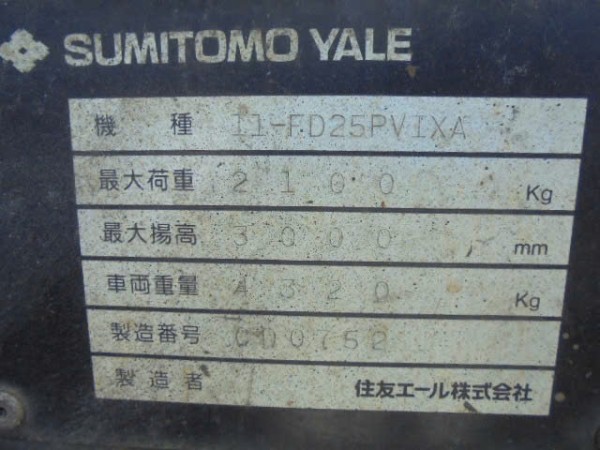 SUMITOMO YALE
機種 11-FD25PVIXA
最大荷重 2100 Kg
最大揚高 3000 mm
車両重量 4320 Kg
製造番号
製造者 住友エール株式会社